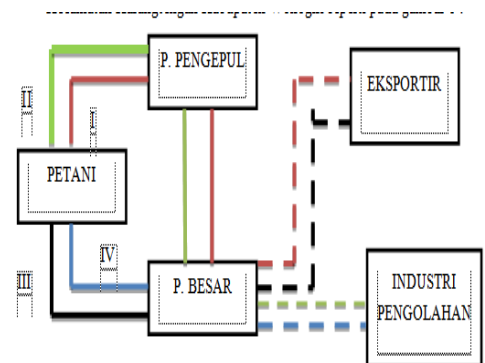 P. PENGEPUL
EKSPORTIR
II
I
PETANI
IV
III
P. BESAR
INDUSTRI
PENGOLAHAN